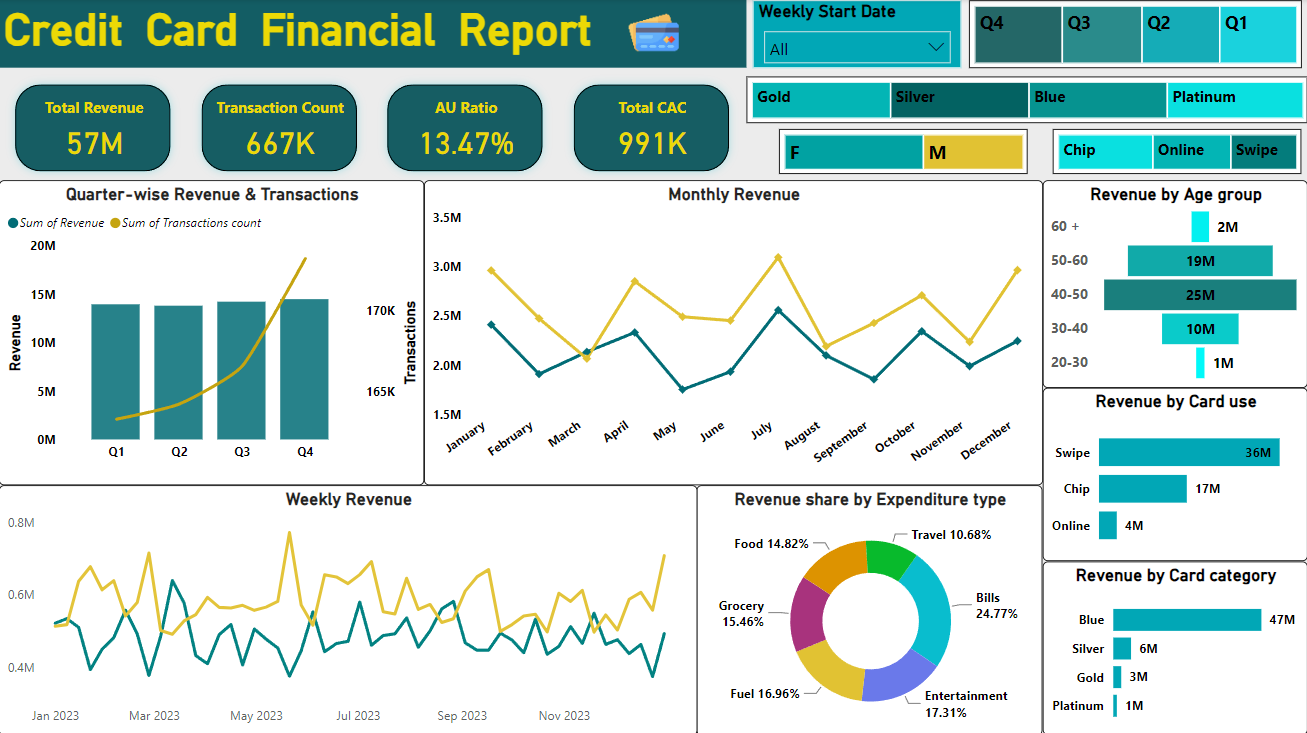 Credit Card Financial Report
Weekly Start Date
All
Q4
Q3
Q2
Q1
Total Revenue
57M
Transaction Count
667K
AU Ratio
13.47%
Total CAC
991K
Gold
Silver
Blue
Platinum
F
M
Chip
Online
Swipe
Quarter-wise Revenue & Transactions
Sum of Revenue
Sum of Transactions count
20M
15M
10M
5M
0M
Revenue
170K
165K
Transactions
Q1
Q2
Q3
Q4
Monthly Revenue
3.5M
3.0M
2.5M
2.0M
1.5M
January
February
March
April
May
June
July
August
September
October
November
December
Revenue by Age group
60 +
2M
50-60
19M
40-50
25M
30-40
10M
20-30
1M
Revenue by Card use
Swipe
36M
Chip
17M
Online
4M
Weekly Revenue
0.8M
0.6M
0.4M
Jan 2023
Mar 2023
May 2023
Jul 2023
Sep 2023
Nov 2023
Revenue share by Expenditure type
Travel 10.68%
Food 14.82%
Bills
24.77%
Grocery
15.46%
Fuel 16.96%
Entertainment
17.31%
Revenue by Card category
Blue
47M
Silver
6M
Gold
3M
Platinum
1M